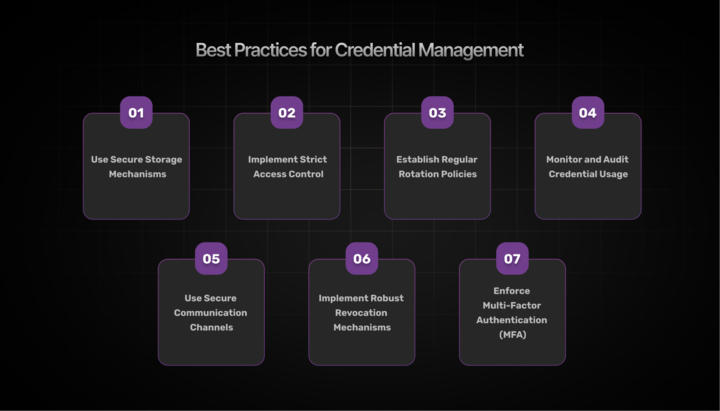 Best Practices for Credential Management
01
Use Secure Storage
Mechanisms
02
Implement Strict
Access Control
03
Establish Regular
Rotation Policies
04
Monitor and Audit
Credential Usage
05
Use Secure
Communication
Channels
06
Implement Robust
Revocation
Mechanisms
07
Enforce
Multi-Factor
Authentication
(MFA)